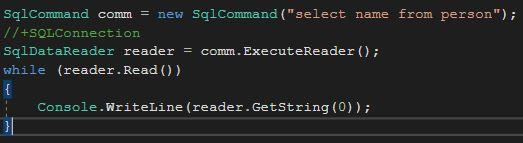 SqlCommand comm = new SqlCommand("select name from person");
//+SQLConnection
SqlDataReader reader = comm.ExecuteReader();
while (reader.Read())
{
    Console.WriteLine(reader.GetString(0));
}